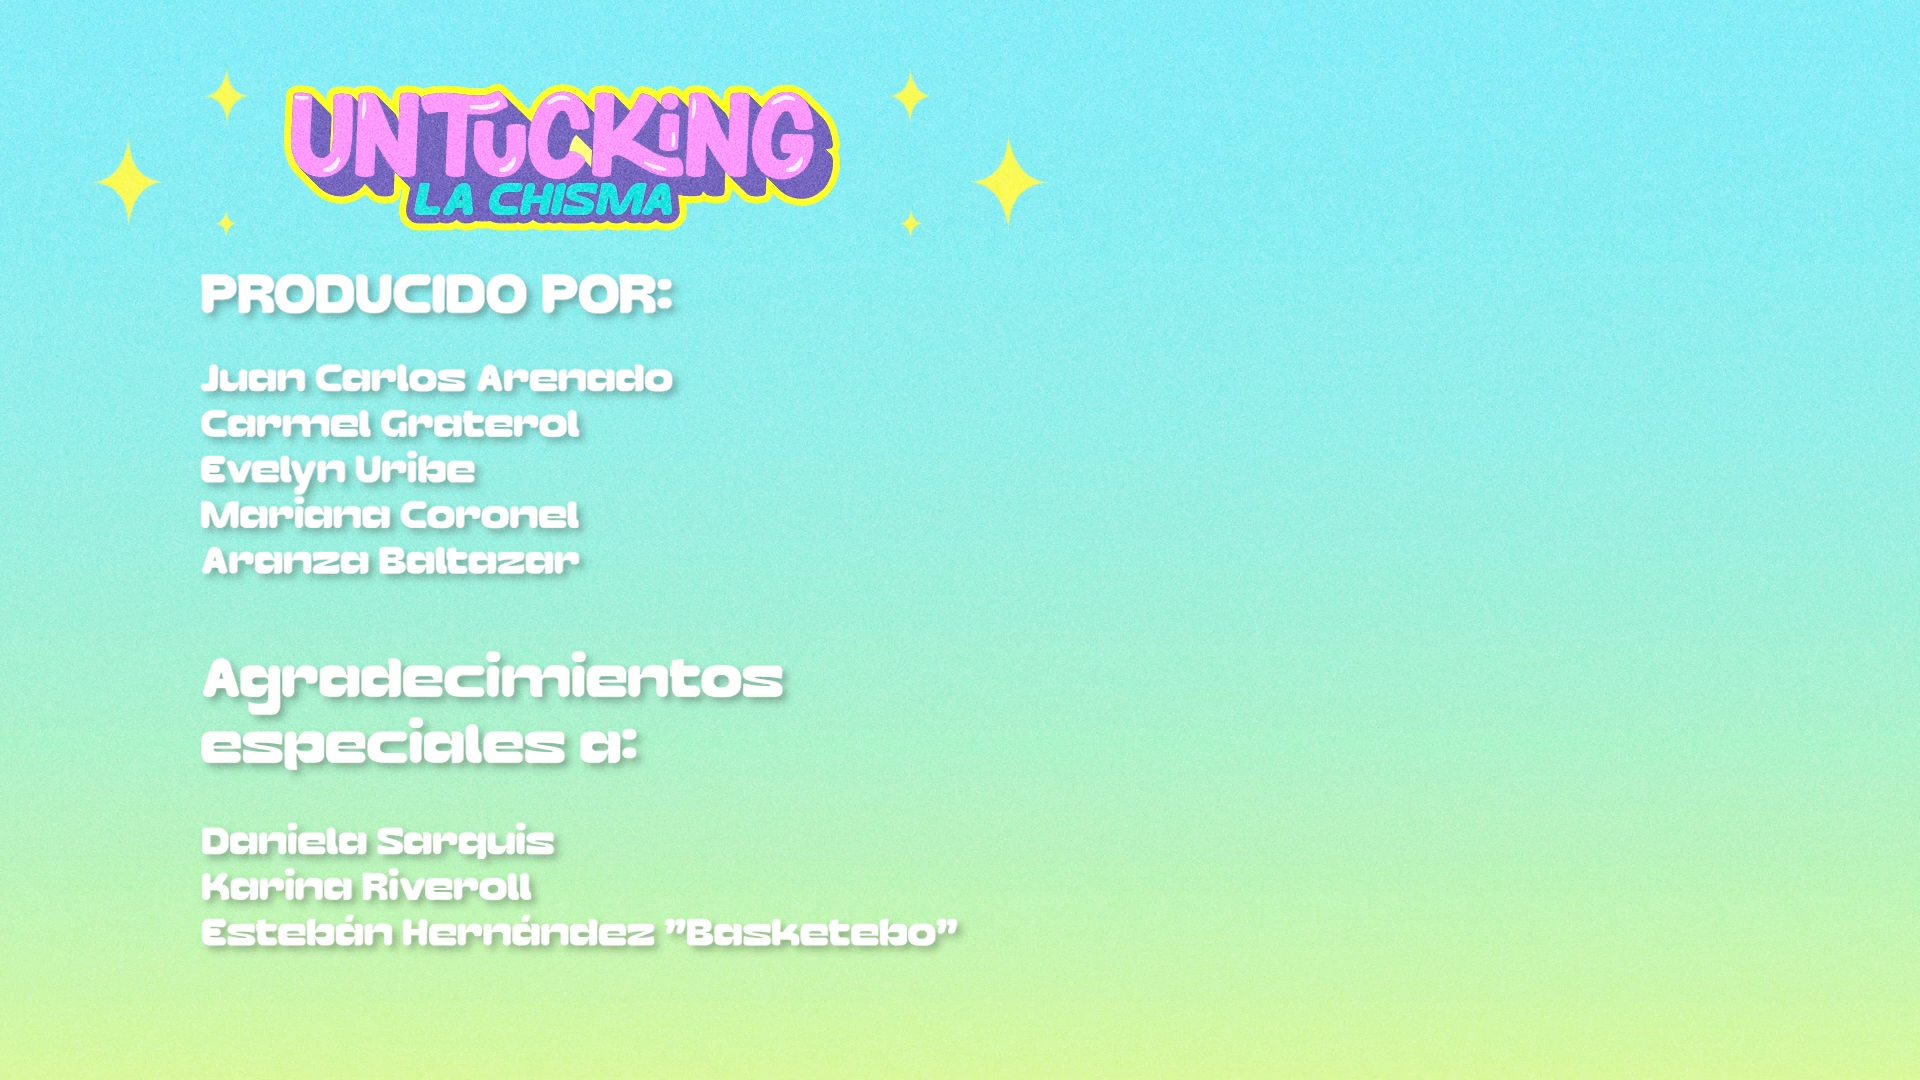 UNTUCKiNG
LA CHISMA
PRODUCIDO POR:
Juan Carlos Arenado
Carmel Graterol
Evelyn Uribe
Mariana Coronel
Aranza Baltazar
Agradecimientos
especiales a:
Daniela Sarquis
Karina Riveroll
Estebán Hernández ”Basketebo”